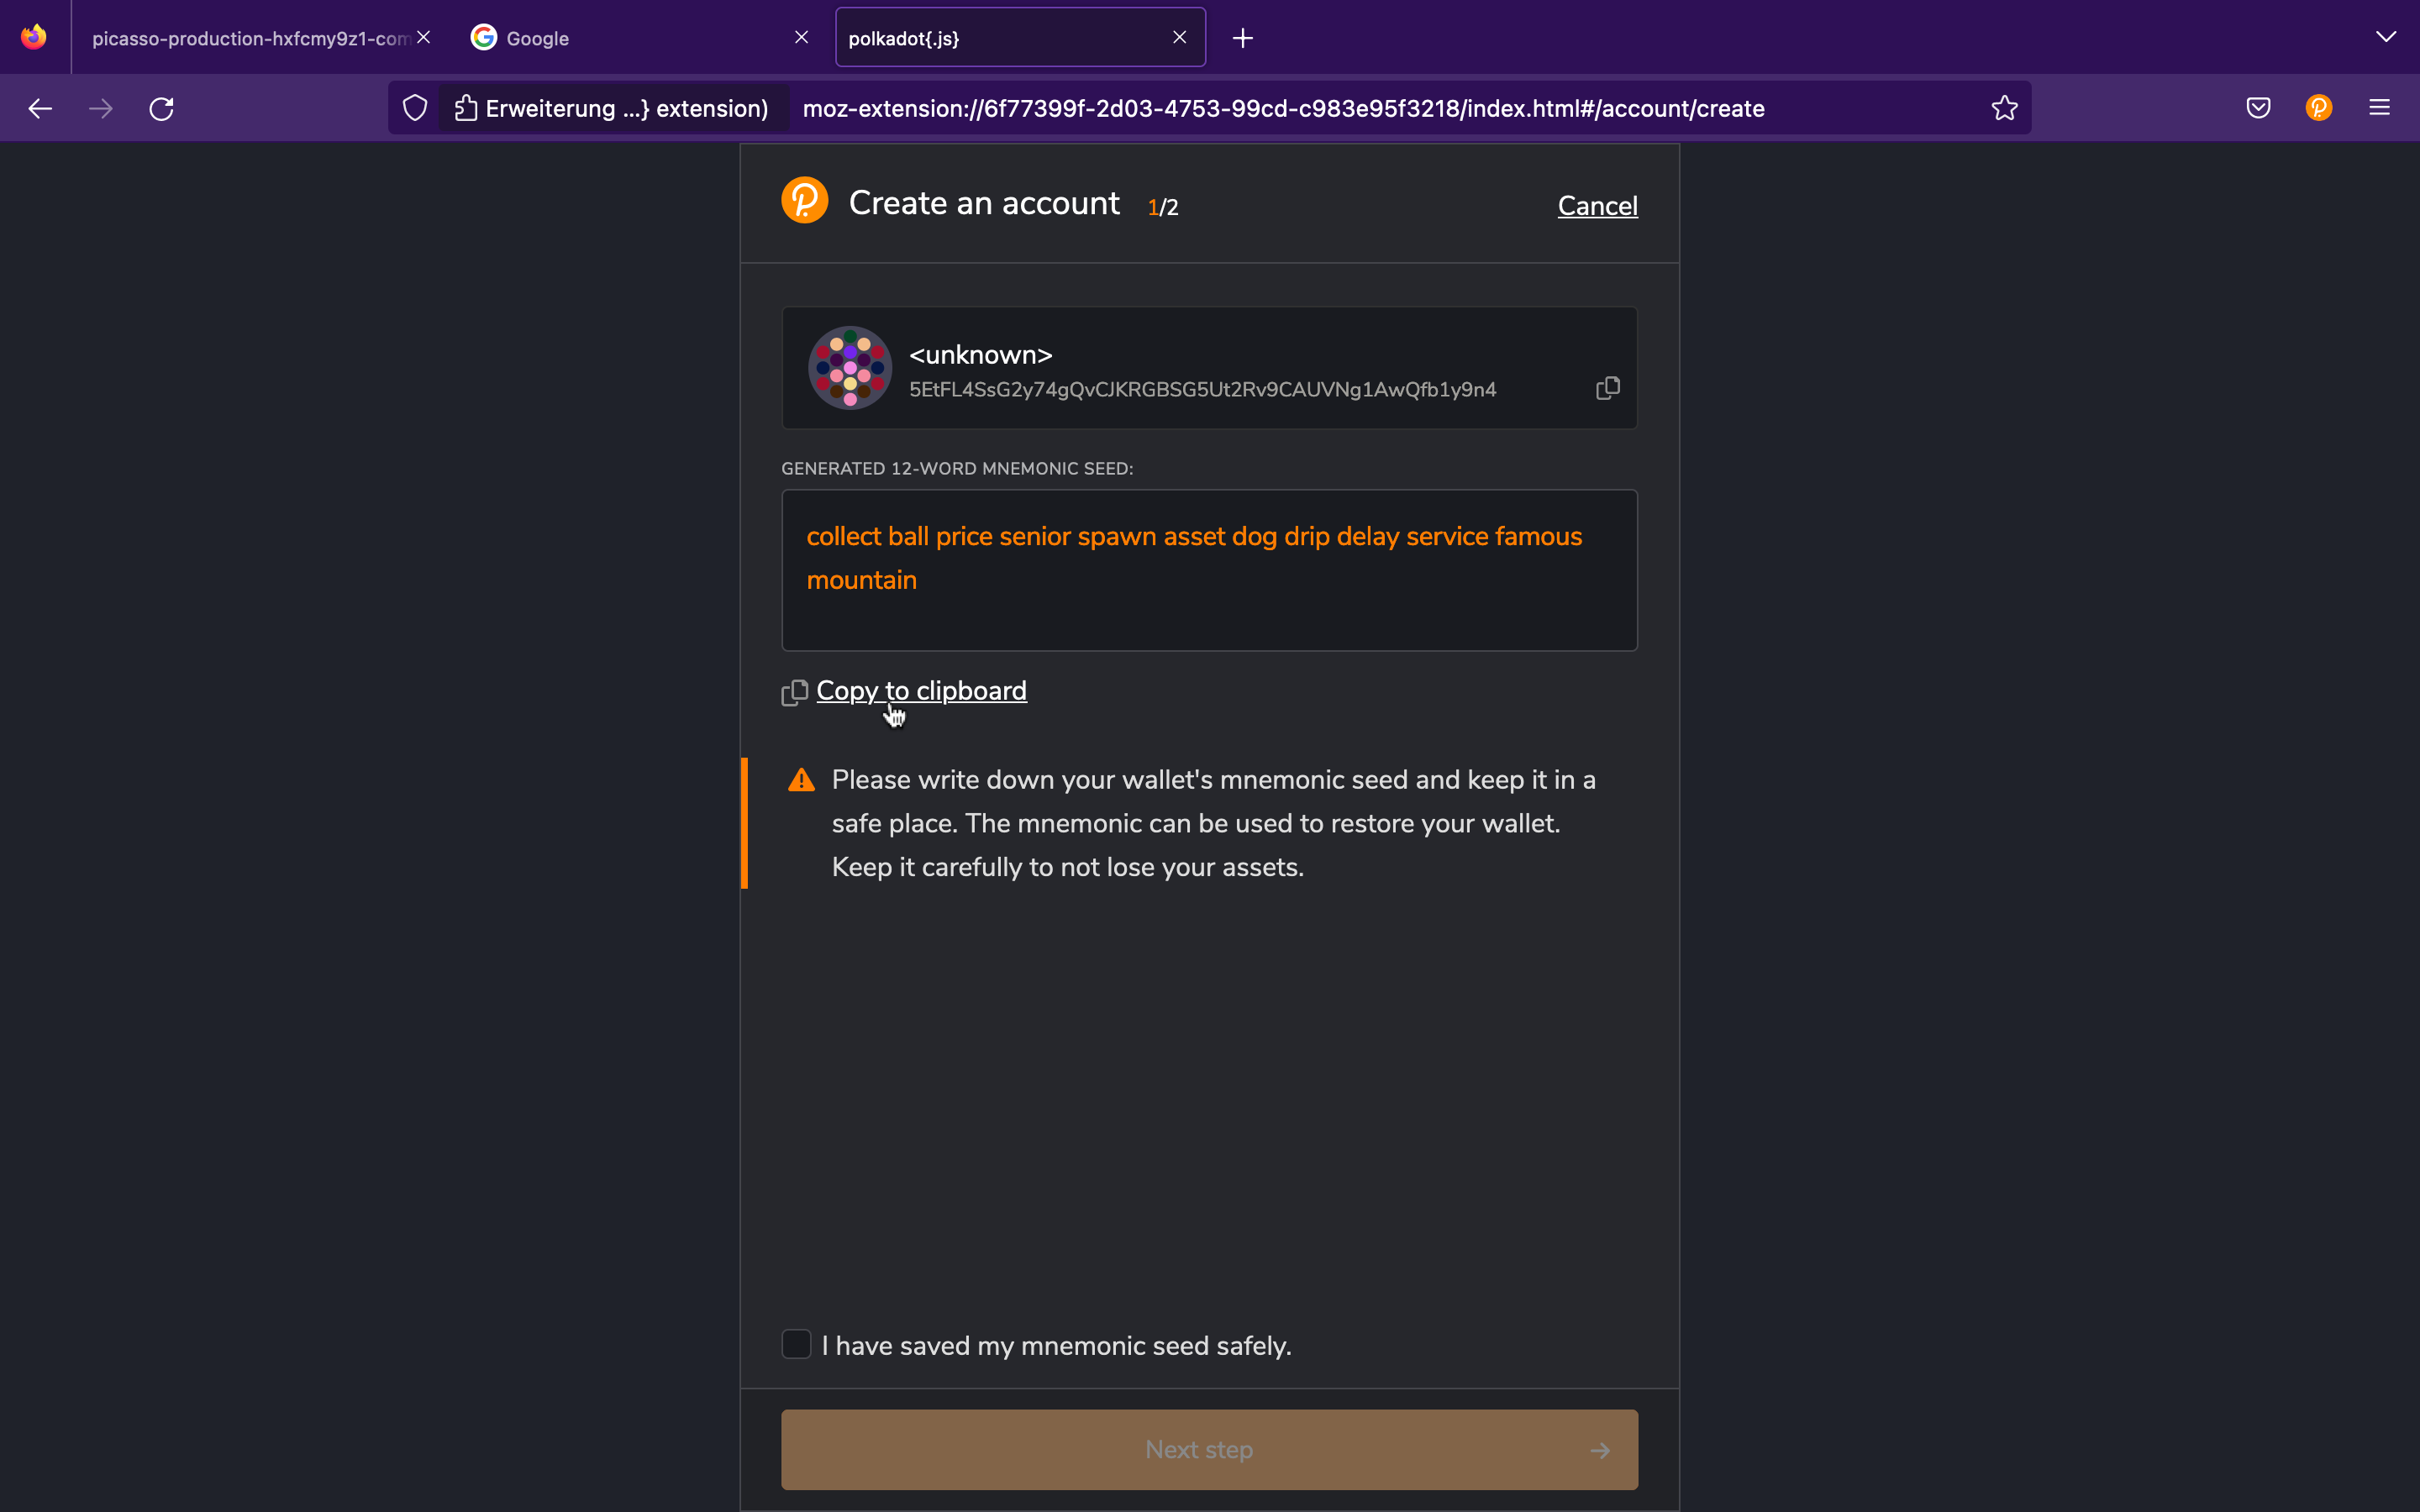 picasso-production-hxfcmy9z1-com
Google
polkadot{.js}
Erweiterung ...} extension)
moz-extension://6f77399f-2d03-4753-99cd-c983e95f3218/index.html#/account/create
Create an account 1/2
Cancel
<unknown>
5EtFL4SsG2y74gQvCJKRGBSG5Ut2Rv9CAUVNg1AwQfb1y9n4
GENERATED 12-WORD MNEMONIC SEED:
collect ball price senior spawn asset dog drip delay service famous
mountain
Copy to clipboard
Please write down your wallet's mnemonic seed and keep it in a
safe place. The mnemonic can be used to restore your wallet.
Keep it carefully to not lose your assets.
I have saved my mnemonic seed safely.
Next step